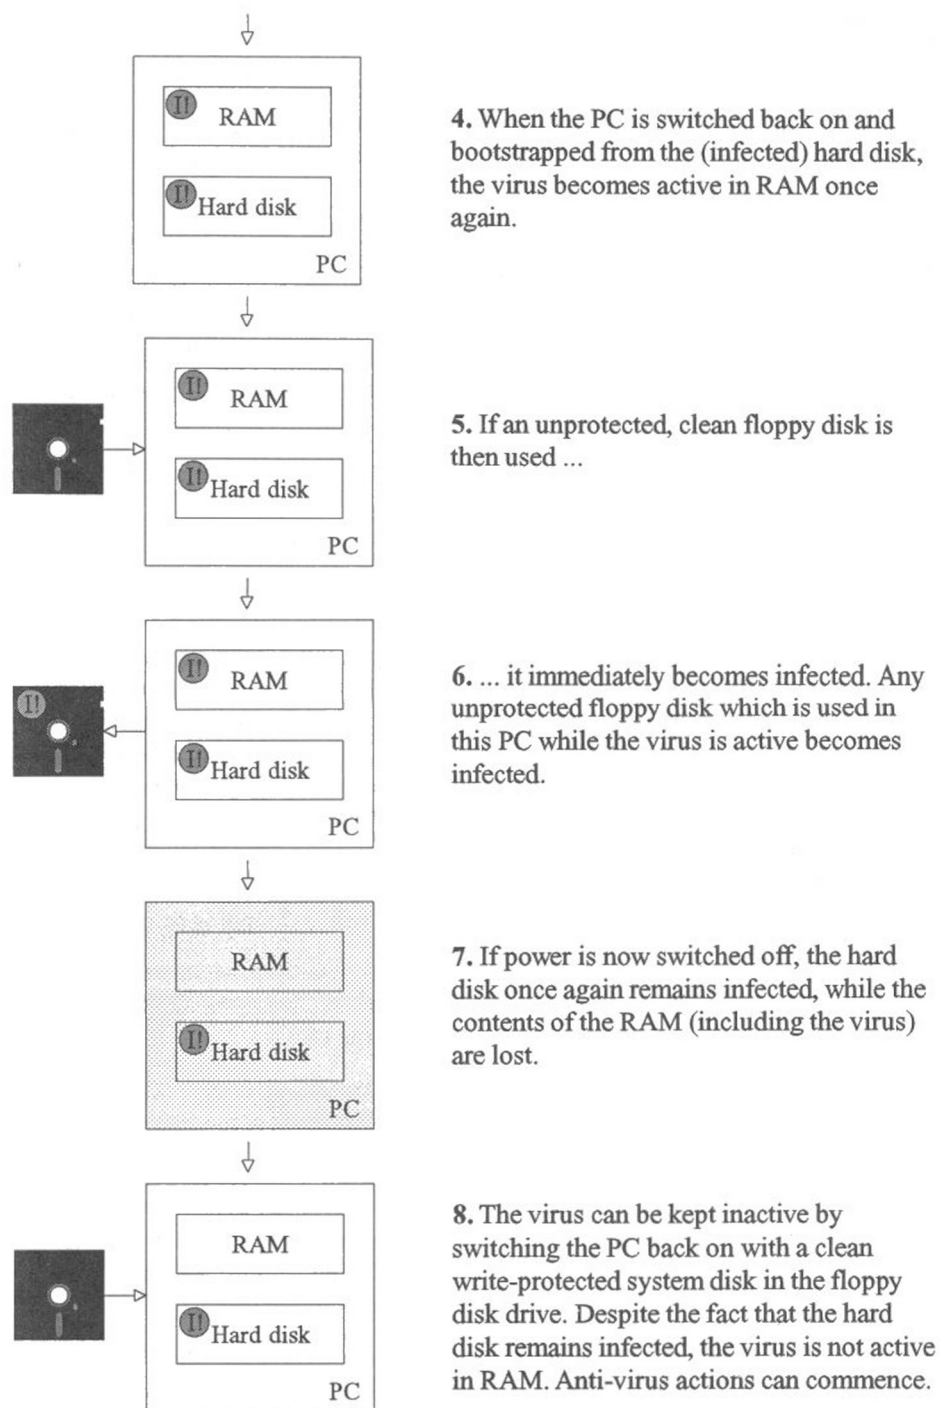 I!
RAM
I!
Hard disk
PC
4. When the PC is switched back on and
bootstrapped from the (infected) hard disk,
the virus becomes active in RAM once
again.
I!
RAM
I!
Hard disk
PC
5. If an unprotected, clean floppy disk is
then used ...
I!
I!
RAM
I!
Hard disk
PC
6. ... it immediately becomes infected. Any
unprotected floppy disk which is used in
this PC while the virus is active becomes
infected.
RAM
I!
Hard disk
PC
7. If power is now switched off, the hard
disk once again remains infected, while the
contents of the RAM (including the virus)
are lost.
RAM
I!
Hard disk
PC
8. The virus can be kept inactive by
switching the PC back on with a clean
write-protected system disk in the floppy
disk drive. Despite the fact that the hard
disk remains infected, the virus is not active
in RAM. Anti-virus actions can commence.